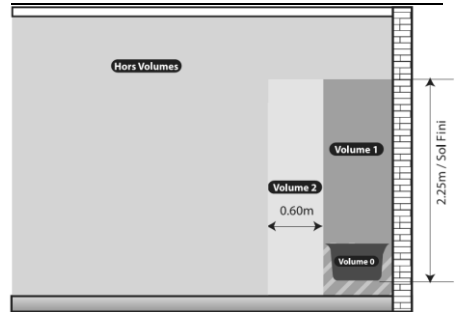 Hors Volumes
Volume 1
2.25m / Sol Fini
Volume 2
0.60m
Volume 0